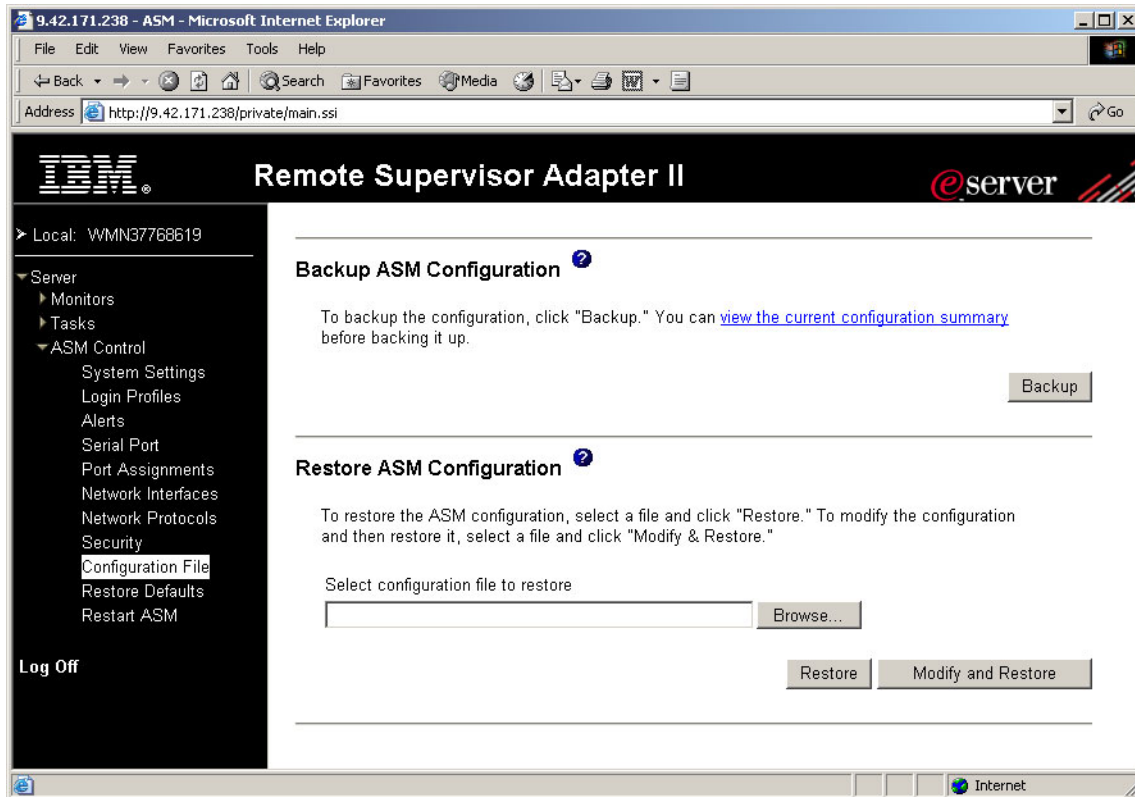 9.42.171.238 - ASM - Microsoft Internet Explorer
File Edit View Favorites Tools Help
Back Search Favorites Media
Address http://9.42.171.238/private/main.ssi Go
IBM® Remote Supervisor Adapter II @server
Local: WMN37768619
Server
Monitors
Tasks
ASM Control
System Settings
Login Profiles
Alerts
Serial Port
Port Assignments
Network Interfaces
Network Protocols
Security
Configuration File
Restore Defaults
Restart ASM
Log Off
Backup ASM Configuration ?
To backup the configuration, click "Backup." You can view the current configuration summary
before backing it up.
Backup
Restore ASM Configuration ?
To restore the ASM configuration, select a file and click "Restore." To modify the configuration
and then restore it, select a file and click "Modify & Restore."
Select configuration file to restore
Browse...
Restore Modify and Restore
Internet